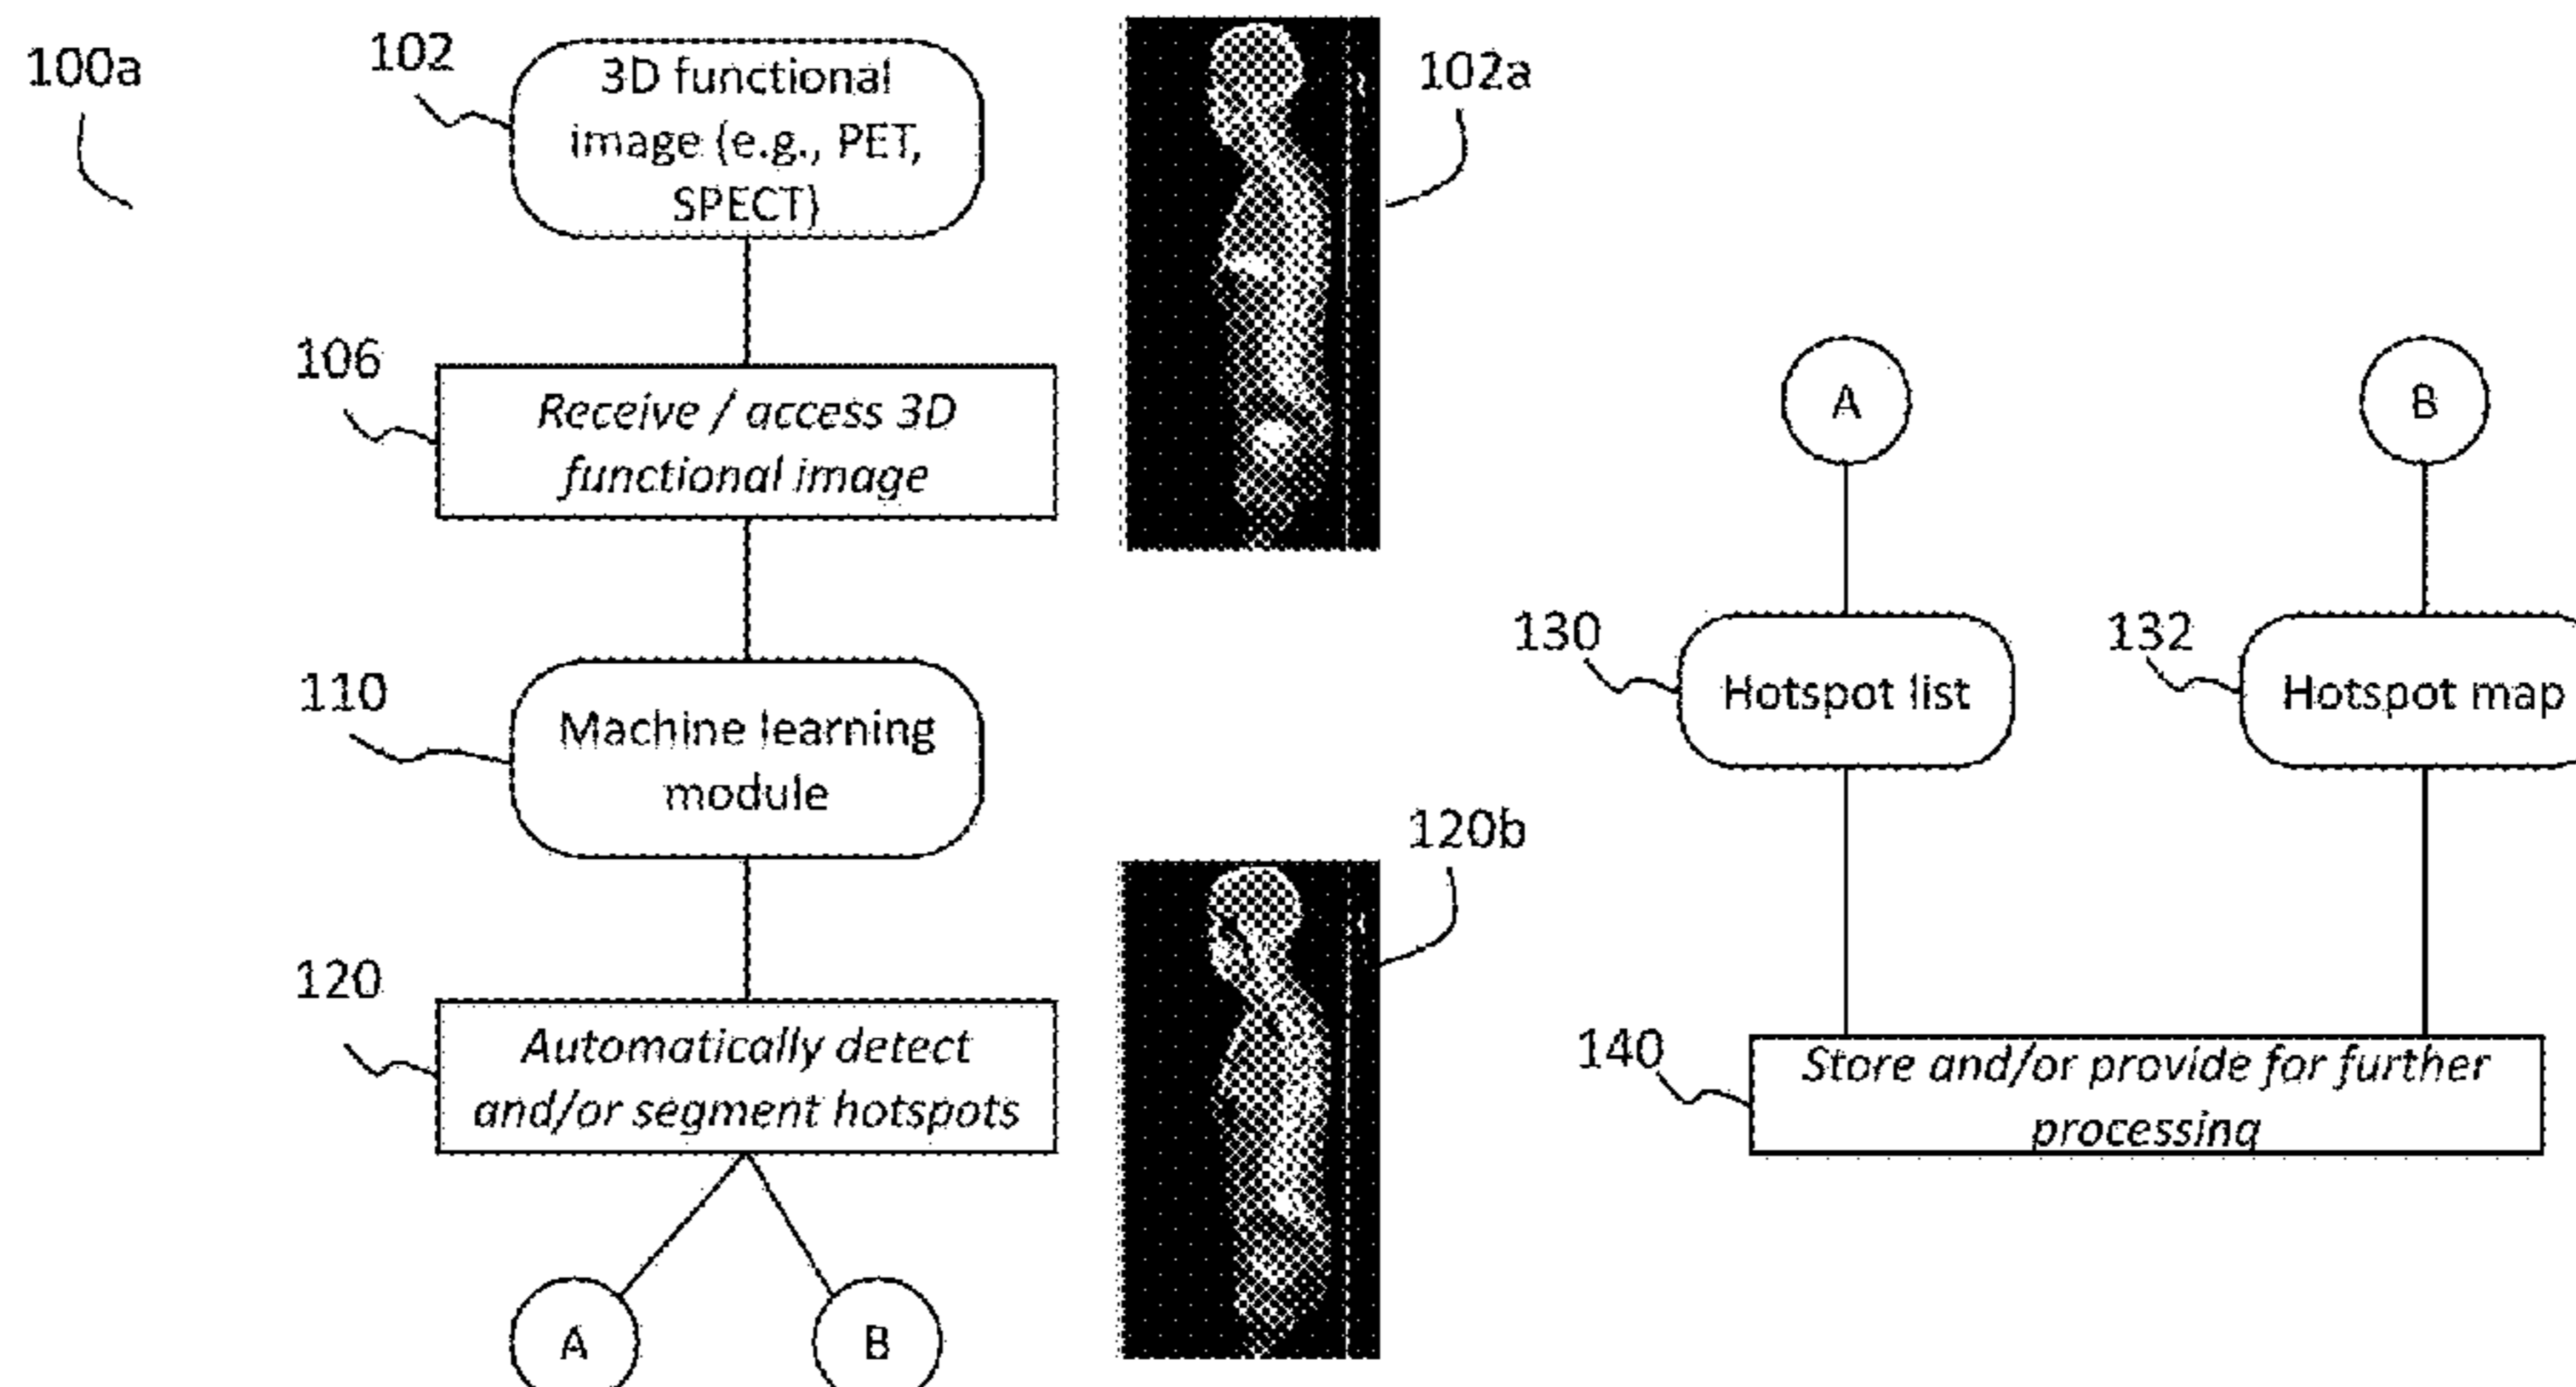 100a
102
3D functional
image (e.g., PET,
SPECT)
102a
106
Receive / access 3D
functional image
110
Machine learning
module
120b
120
Automatically detect
and/or segment hotspots
A
B
A
B
130
Hotspot list
132
Hotspot map
140
Store and/or provide for further
processing